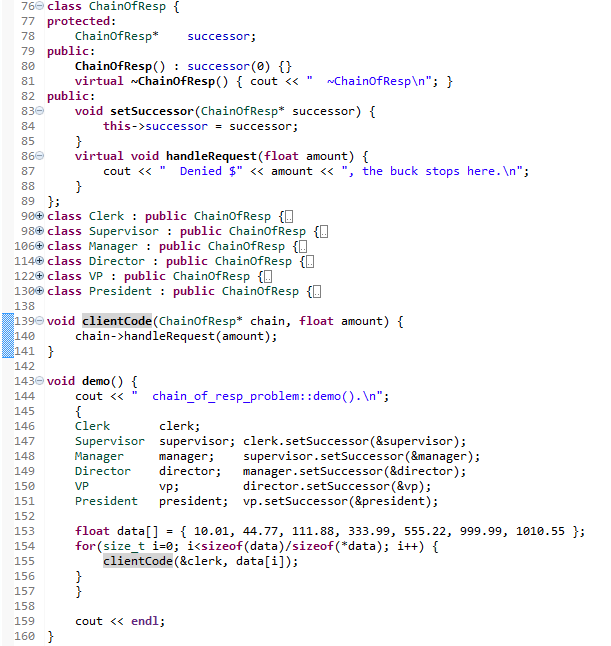 76 class ChainOfResp {
77 protected:
78     ChainOfResp*    successor;
79 public:
80     ChainOfResp() : successor(0) {}
81     virtual ~ChainOfResp() { cout << "  ~ChainOfResp\n"; }
82 public:
83     void setSuccessor(ChainOfResp* successor) {
84         this->successor = successor;
85     }
86     virtual void handleRequest(float amount) {
87         cout << "  Denied $" << amount << ", the buck stops here.\n";
88     }
89 };
90 class Clerk : public ChainOfResp {
98 class Supervisor : public ChainOfResp {
106 class Manager : public ChainOfResp {
114 class Director : public ChainOfResp {
122 class VP : public ChainOfResp {
130 class President : public ChainOfResp {
138
139 void clientCode(ChainOfResp* chain, float amount) {
140     chain->handleRequest(amount);
141 }
142
143 void demo() {
144     cout << "  chain_of_resp_problem::demo().\n";
145     {
146     Clerk       clerk;
147     Supervisor  supervisor; clerk.setSuccessor(&supervisor);
148     Manager     manager;    supervisor.setSuccessor(&manager);
149     Director    director;   manager.setSuccessor(&director);
150     VP          vp;         director.setSuccessor(&vp);
151     President   president;  vp.setSuccessor(&president);
152
153     float data[] = { 10.01, 44.77, 111.88, 333.99, 555.22, 999.99, 1010.55 };
154     for(size_t i=0; i<sizeof(data)/sizeof(*data); i++) {
155         clientCode(&clerk, data[i]);
156     }
157     }
158
159     cout << endl;
160 }